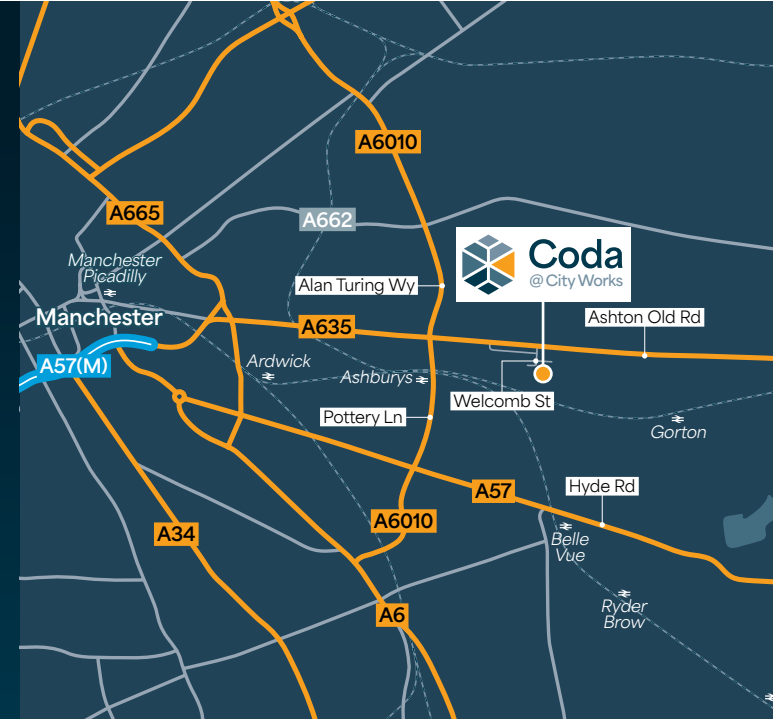 A6010
A665
A662
Manchester
Picadilly
Coda
@ City Works
Alan Turing Wy
Manchester
Ashton Old Rd
A635
A57(M)
Ardwick
Ashburys
Welcomb St
Pottery Ln
Gorton
A57
Hyde Rd
A6010
A34
Belle
Vue
Ryder
Brow
A6